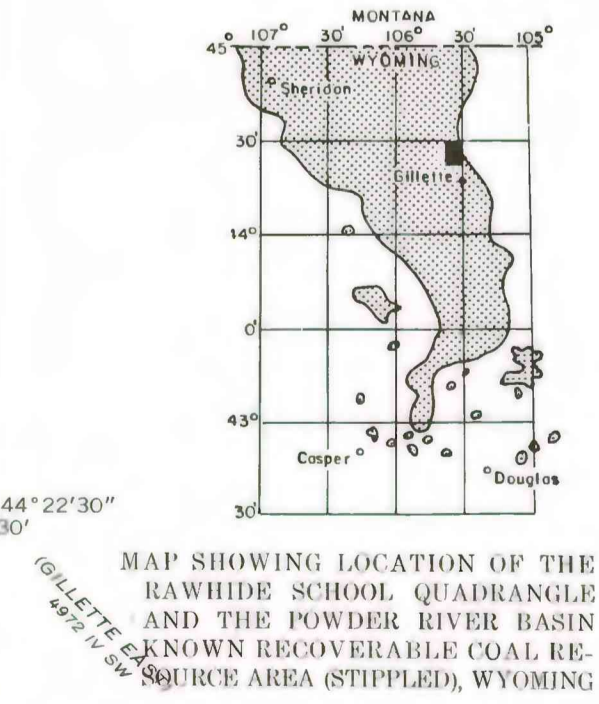 MONTANA
107° 30' 106° 30' 105°
45°
WYOMING
Sheridan
30'
Gillette
14°
0'
43°
Casper
Douglas
30'
44°22'30"
30'
(GILLETTE EAST)
4972 IV SW
MAP SHOWING LOCATION OF THE
RAWHIDE SCHOOL QUADRANGLE
AND THE POWDER RIVER BASIN
KNOWN RECOVERABLE COAL RE-
SOURCE AREA (STIPPLED), WYOMING